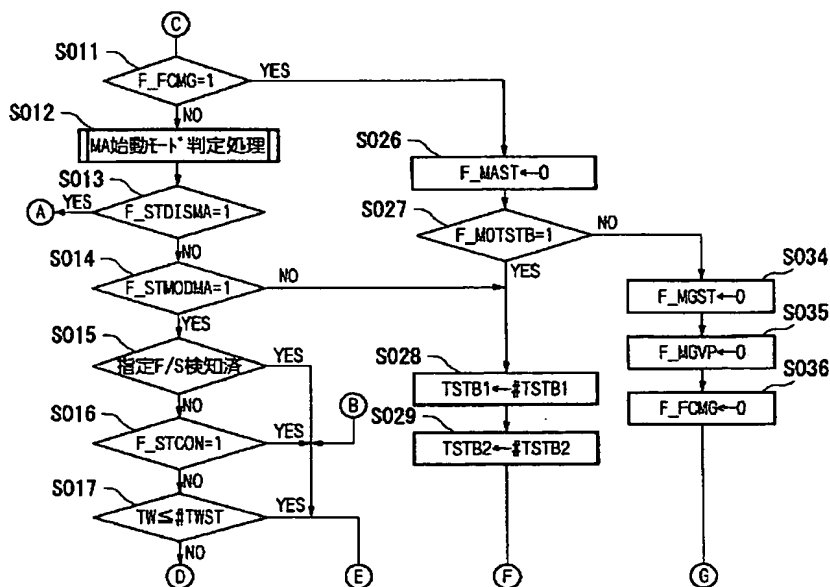 C
S011
F_FCMG=1
YES
NO
S012
MA始動モード判定処理
S013
YES
A
F_STDISMA=1
NO
S014
F_STMODMA=1
NO
YES
S015
指定F/S検知済
YES
NO
S016
F_STCON=1
YES
B
NO
S017
TW≦#TWST
YES
NO
D
E
S026
F_MAST←0
S027
F_MOTSTB=1
NO
YES
S028
TSTB1←#TSTB1
S029
TSTB2←#TSTB2
F
S034
F_MGST←0
S035
F_MGVP←0
S036
F_FCMG←0
G